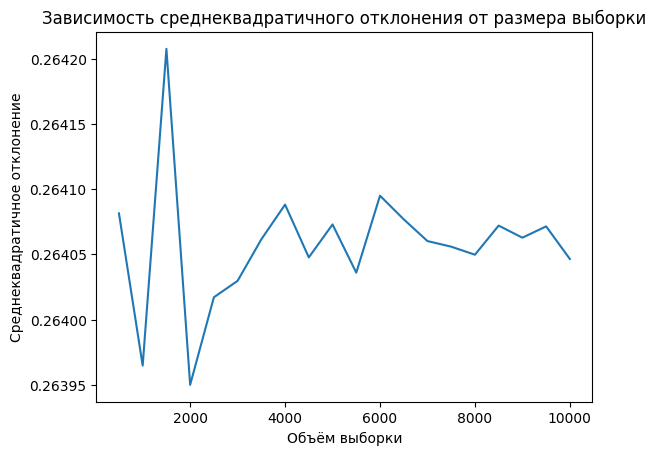 Зависимость среднеквадратичного отклонения от размера выборки
Среднеквадратичное отклонение
0.26420
0.26415
0.26410
0.26405
0.26400
0.26395
2000 4000 6000 8000 10000
Объём выборки